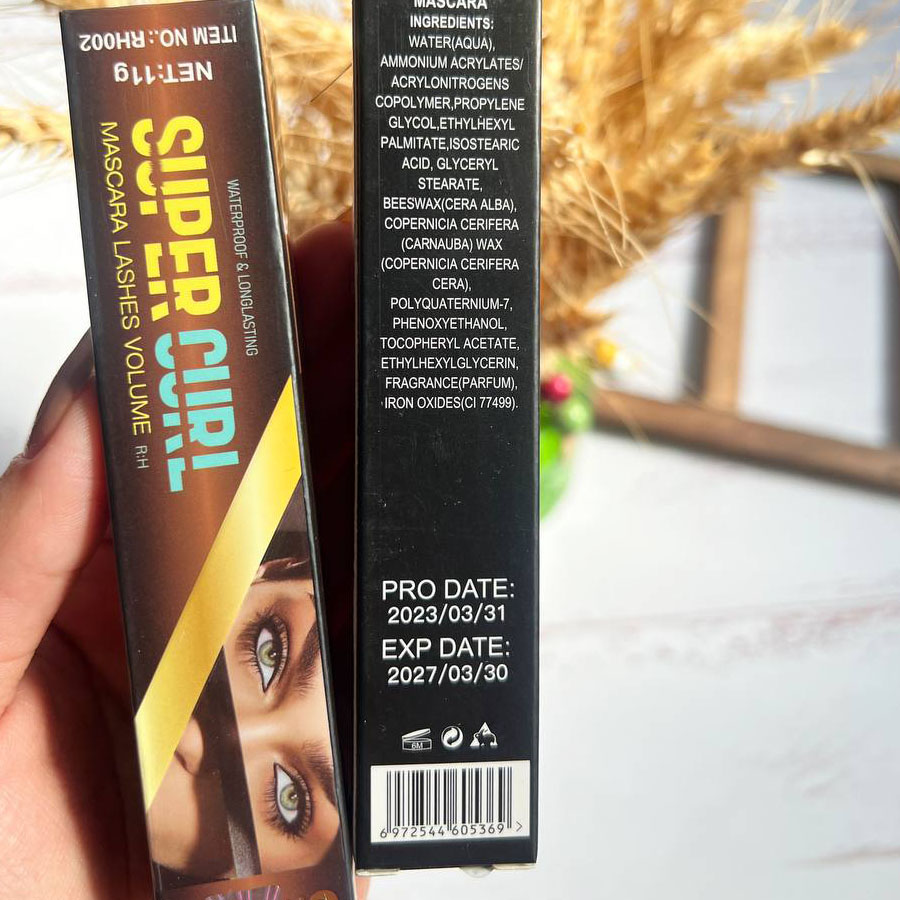 ITEM NO.: RH002
NET:11g
SUPER CURL
MASCARA LASHES VOLUME R:H
WATERPROOF & LONGLASTING
MASCARA
INGREDIENTS:
WATER(AQUA),
AMMONIUM ACRYLATES/
ACRYLONITROGENS
COPOLYMER,PROPYLENE
GLYCOL,ETHYLHEXYL
PALMITATE,ISOSTEARIC
ACID, GLYCERYL
STEARATE,
BEESWAX(CERA ALBA),
COPERNICIA CERIFERA
(CARNAUBA) WAX
(COPERNICIA CERIFERA
CERA),
POLYQUATERNIUM-7,
PHENOXYETHANOL,
TOCOPHERYL ACETATE,
ETHYLHEXYLGLYCERIN,
FRAGRANCE(PARFUM),
IRON OXIDES(CI 77499).
PRO DATE:
2023/03/31
EXP DATE:
2027/03/30
6M
6 972544 605369 >